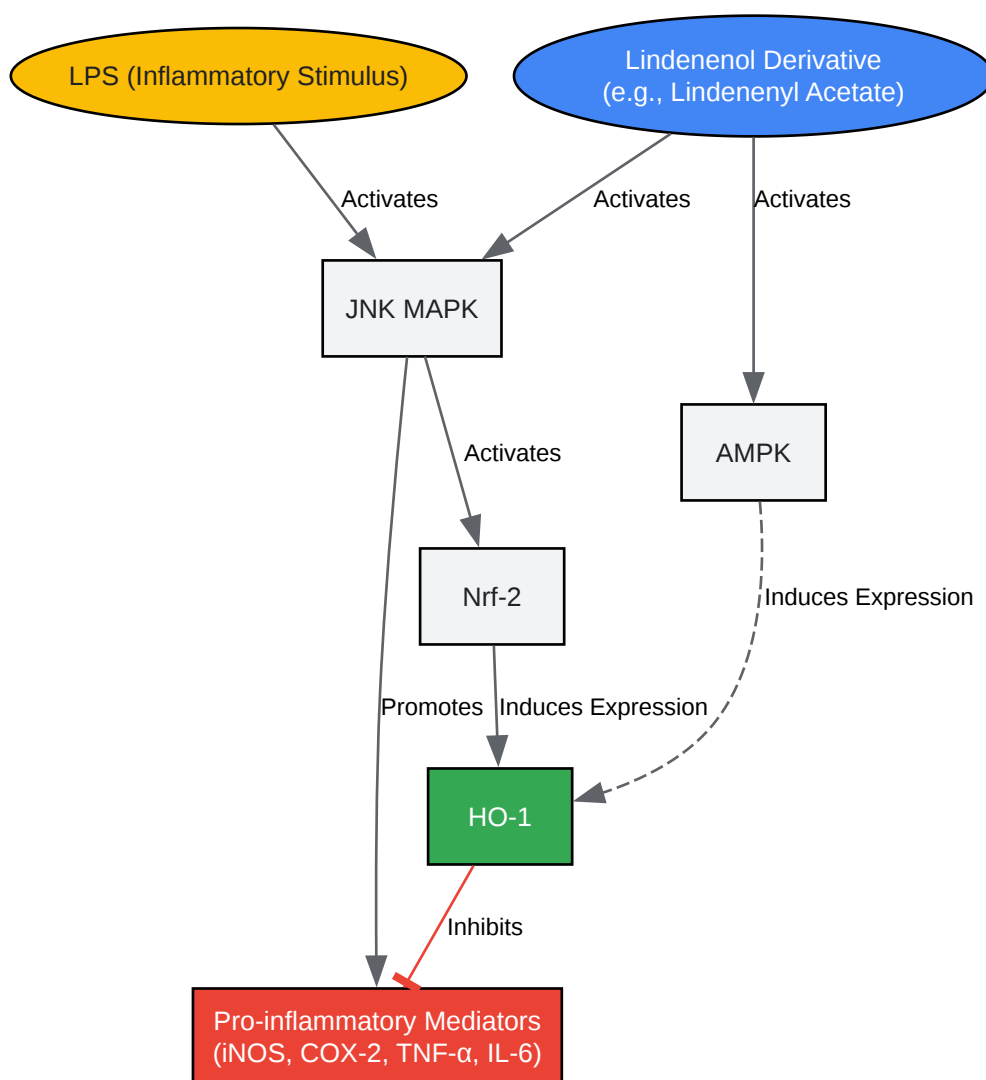 LPS (Inflammatory Stimulus)
Lindenenol Derivative
(e.g., Lindenenyl Acetate)
Activates
Activates
Activates
JNK MAPK
Activates
AMPK
Nrf-2
Induces Expression
Promotes
Induces Expression
HO-1
Inhibits
Pro-inflammatory Mediators
(iNOS, COX-2, TNF-α, IL-6)